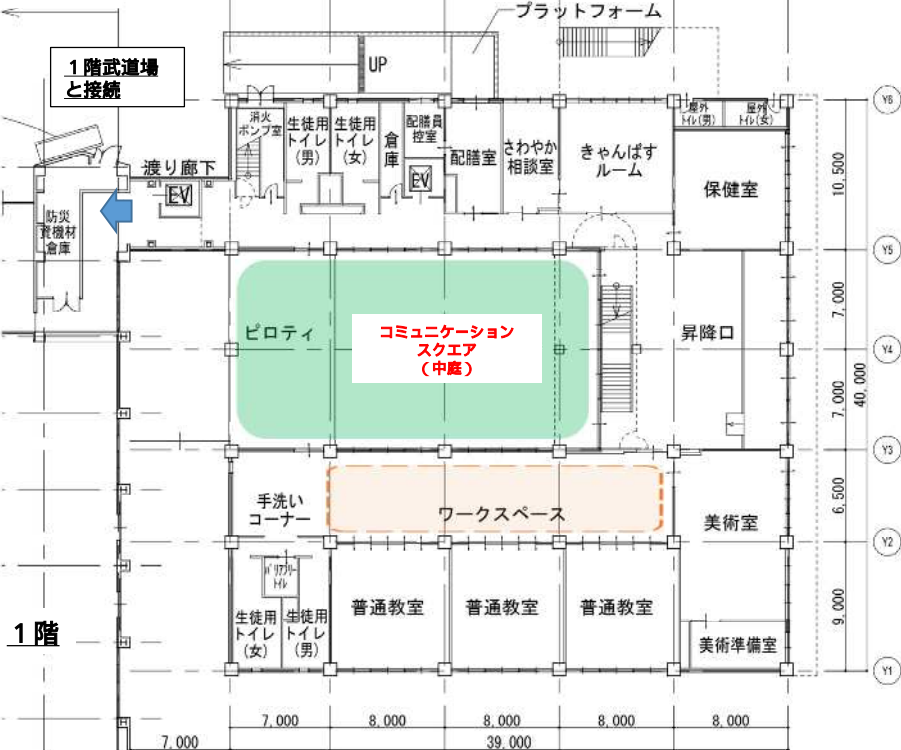 プラットフォーム
1階武道場
と接続
UP
Y6
消火
ポンプ室
生徒用
トイレ
(男)
生徒用
トイレ
(女)
倉庫
配膳員
控室
EV
配膳室
さわやか
相談室
きゃんぱす
ルーム
屋外
トイレ(男)
屋外
トイレ(女)
保健室
10,500
渡り廊下
EV
防災
資機材
倉庫
Y5
ピロティ
コミュニケーション
スクエア
(中庭)
昇降口
7,000
Y4
7,000
40,000
Y3
手洗い
コーナー
ワークスペース
美術室
6,500
Y2
バリアフリー
トイレ
生徒用
トイレ
(女)
生徒用
トイレ
(男)
普通教室
普通教室
普通教室
美術準備室
9,000
1階
Y1
7,000
8,000
8,000
8,000
8,000
7,000
39,000